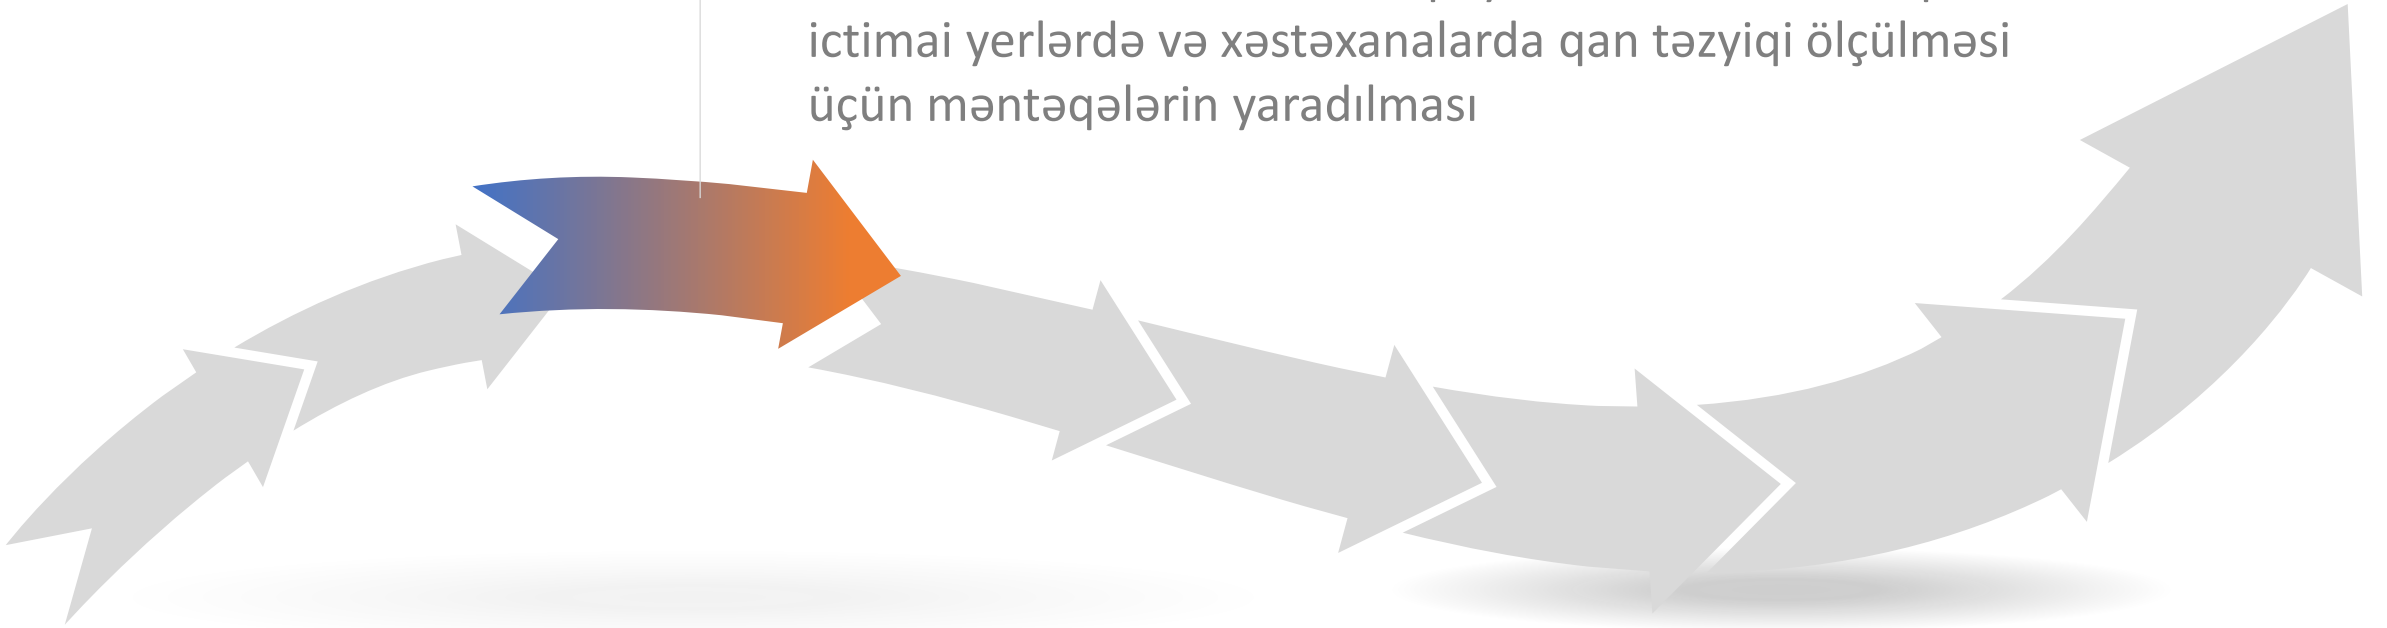 ictimai yerlərdə və xəstəxanalarda qan təzyiqi ölçülməsi
üçün məntəqələrin yaradılması